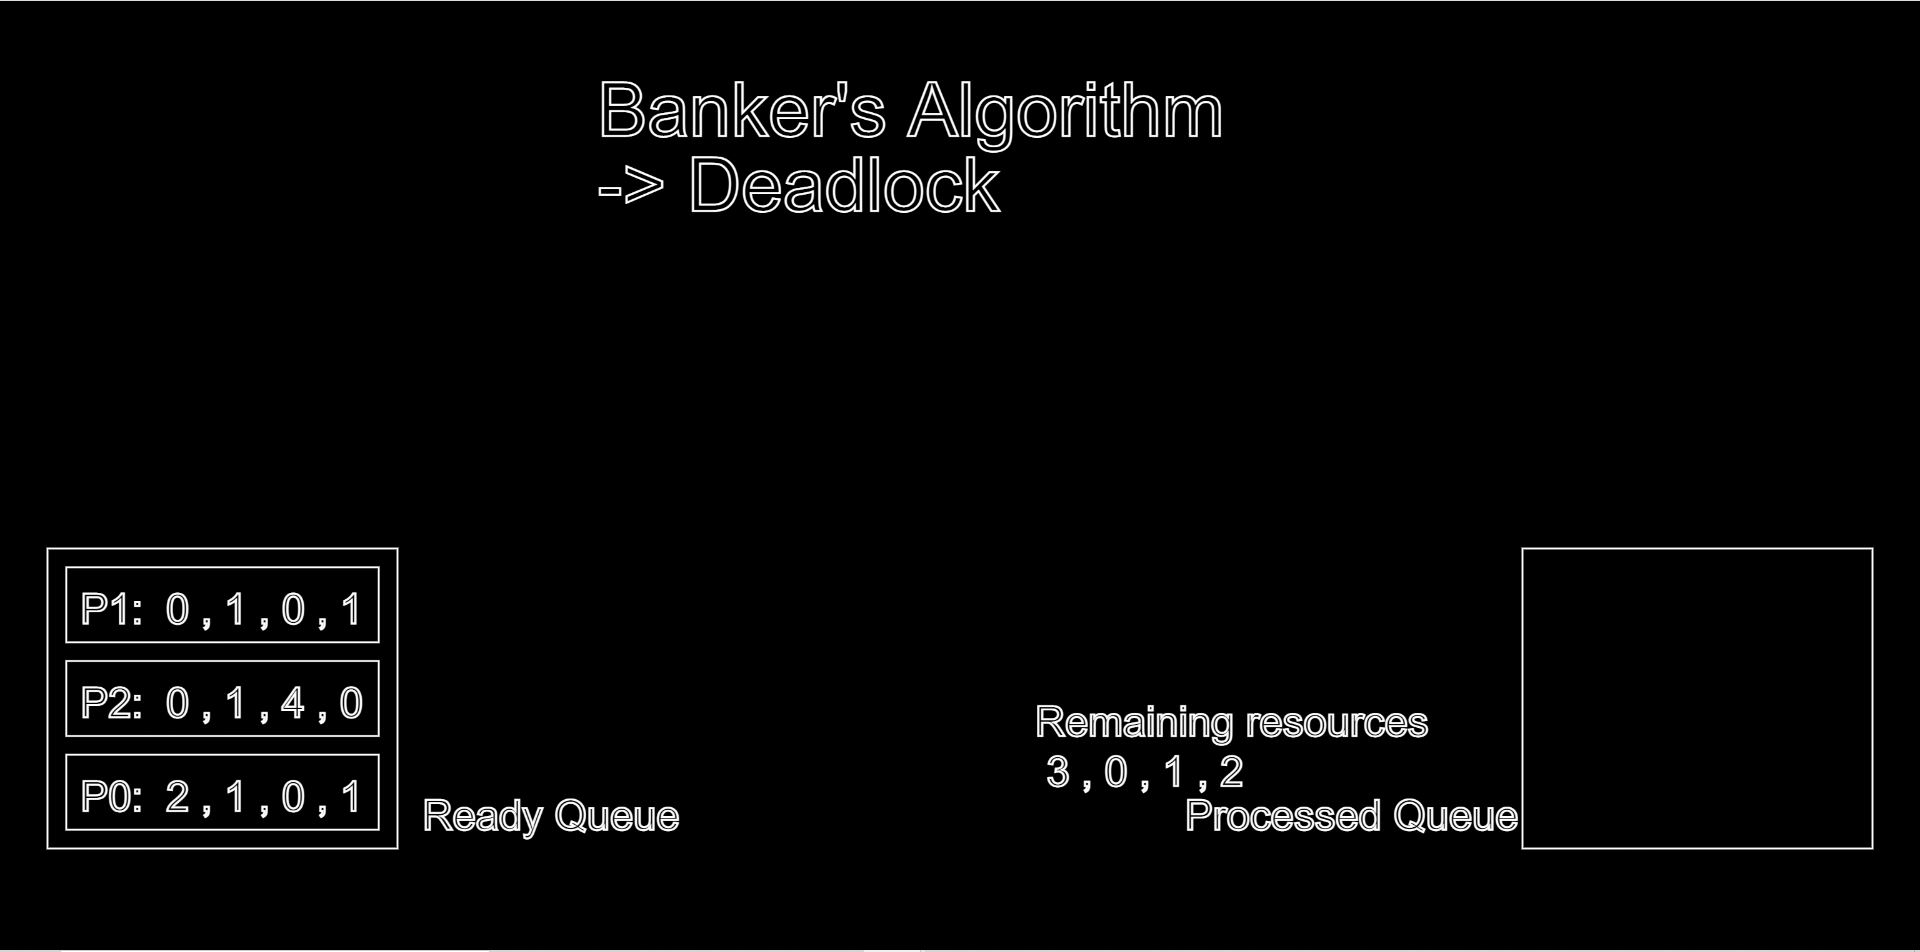 Banker's Algorithm
-> Deadlock
P1: 0 , 1 , 0 , 1
P2: 0 , 1 , 4 , 0
P0: 2 , 1 , 0 , 1
Ready Queue
Remaining resources
3 , 0 , 1 , 2
Processed Queue